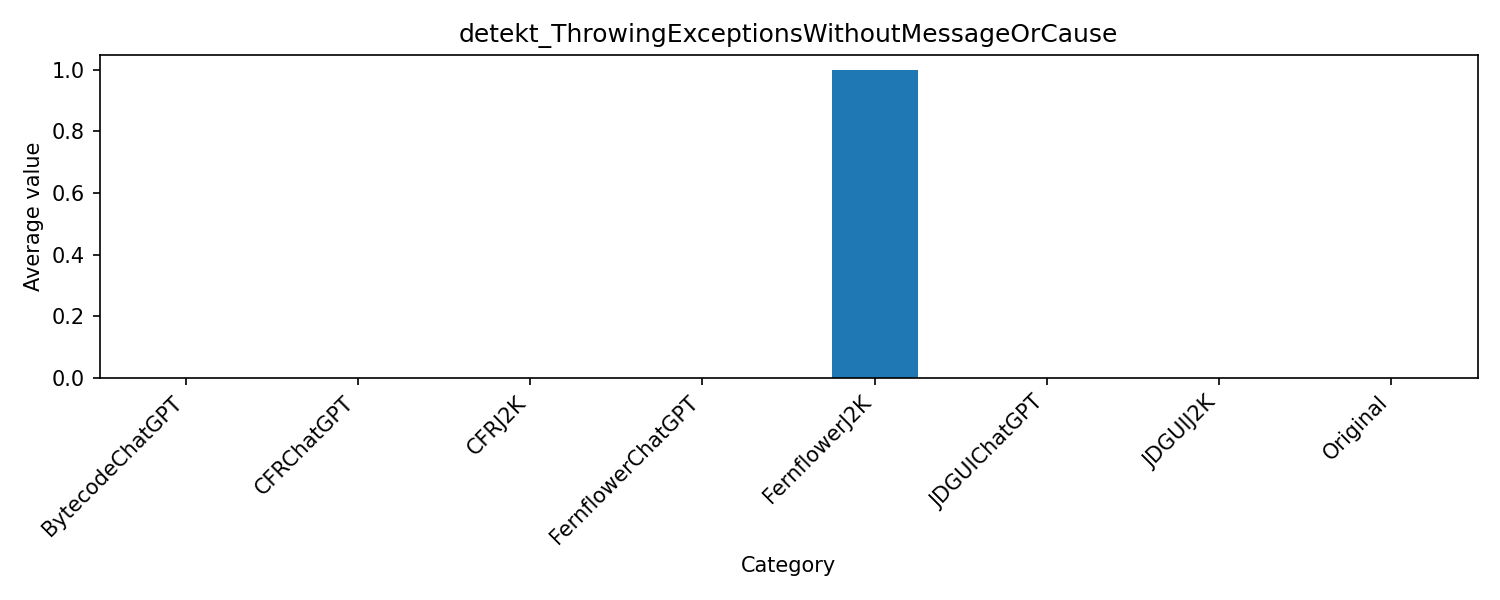 detekt_ThrowingExceptionsWithoutMessageOrCause
1.0
0.8
0.6
0.4
0.2
0.0
Average value
BytecodeChatGPT
CFRChatGPT
CFRJ2K
FernflowerChatGPT
FernflowerJ2K
JDGUIChatGPT
JDGUIJ2K
Original
Category